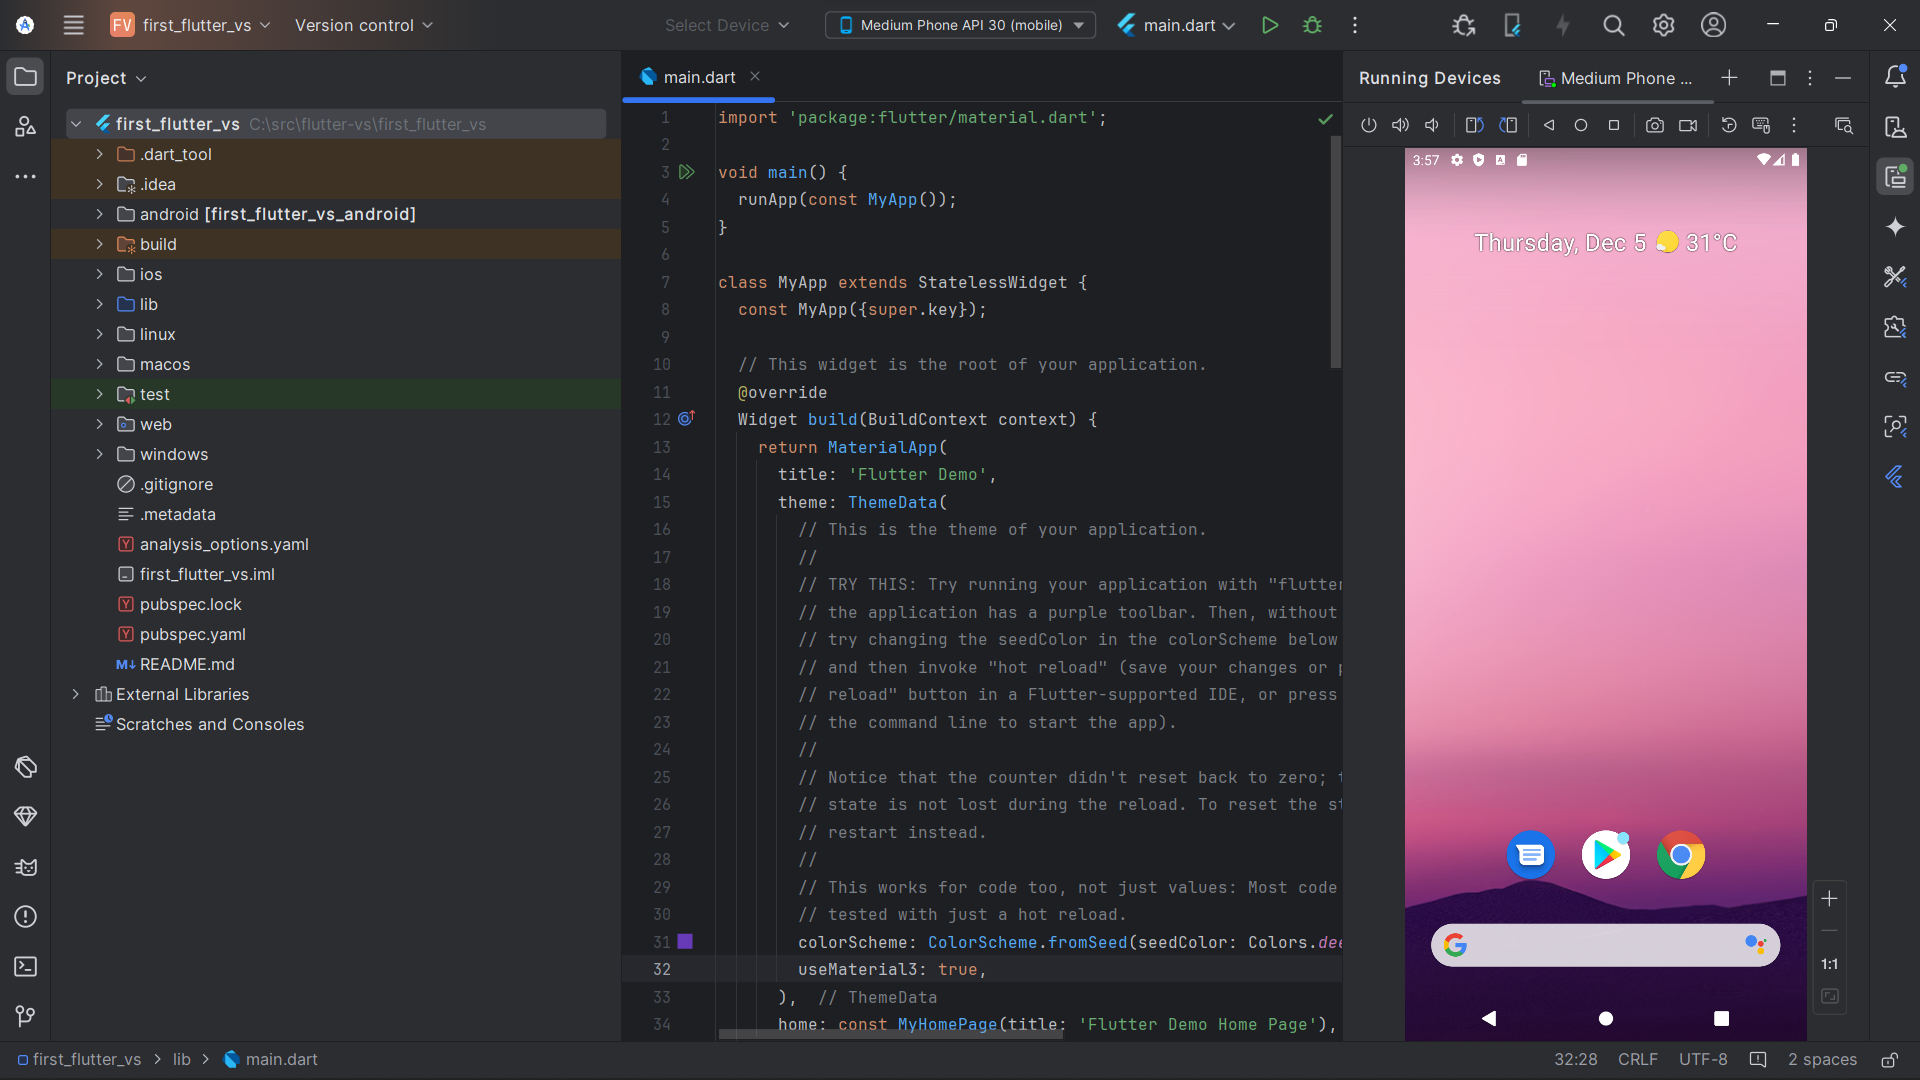 FV first_flutter_vs Version control Select Device Medium Phone API 30 (mobile) main.dart
Project
first_flutter_vs C:\src\flutter-vs\first_flutter_vs
.dart_tool
.idea
android [first_flutter_vs_android]
build
ios
lib
linux
macos
test
web
windows
.gitignore
.metadata
analysis_options.yaml
first_flutter_vs.iml
pubspec.lock
pubspec.yaml
M↓ README.md
External Libraries
Scratches and Consoles
main.dart
1 import 'package:flutter/material.dart';
2
3 void main() {
4 runApp(const MyApp());
5 }
6
7 class MyApp extends StatelessWidget {
8 const MyApp({super.key});
9
10 // This widget is the root of your application.
11 @override
12 Widget build(BuildContext context) {
13 return MaterialApp(
14 title: 'Flutter Demo',
15 theme: ThemeData(
16 // This is the theme of your application.
17 //
18 // TRY THIS: Try running your application with "flutter
19 // the application has a purple toolbar. Then, without
20 // try changing the seedColor in the colorScheme below
21 // and then invoke "hot reload" (save your changes or
22 // reload" button in a Flutter-supported IDE, or press
23 // the command line to start the app).
24 //
25 // Notice that the counter didn't reset back to zero;
26 // state is not lost during the reload. To reset the
27 // restart instead.
28 //
29 // This works for code too, not just values: Most code
30 // tested with just a hot reload.
31 colorScheme: ColorScheme.fromSeed(seedColor: Colors.dee
32 useMaterial3: true,
33 ), // ThemeData
34 home: const MyHomePage(title: 'Flutter Demo Home Page'),
Running Devices Medium Phone ...
3:57
Thursday, Dec 5 31°C
1:1
first_flutter_vs > lib > main.dart
32:28 CRLF UTF-8 2 spaces